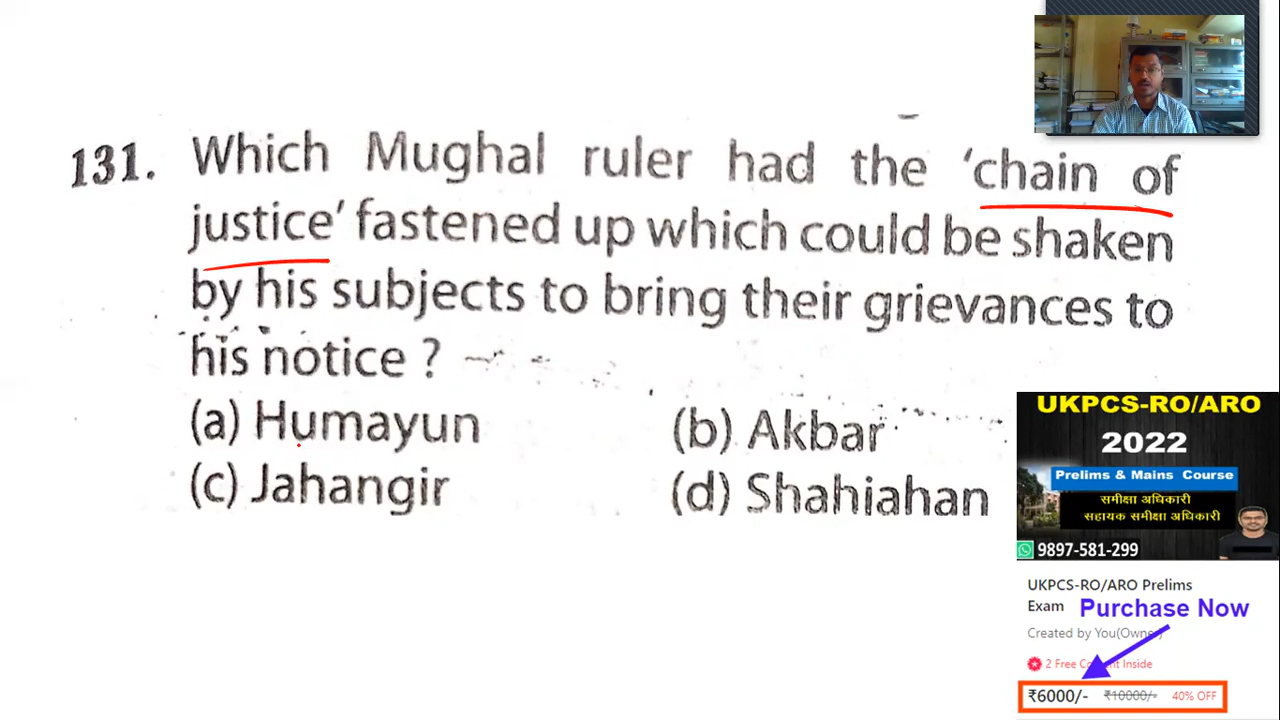 131. Which Mughal ruler had the ‘chain of
justice’ fastened up which could be shaken
by his subjects to bring their grievances to
his notice ?
(a) Humayun (b) Akbar
(c) Jahangir (d) Shahiahan
UKPCS-RO/ARO
2022
Prelims & Mains Course
समीक्षा अधिकारी
सहायक समीक्षा अधिकारी
9897-581-299
UKPCS-RO/ARO Prelims
Exam Purchase Now
Created by You(Owner)
2 Free Content Inside
₹6000/- ₹10000/- 40% OFF